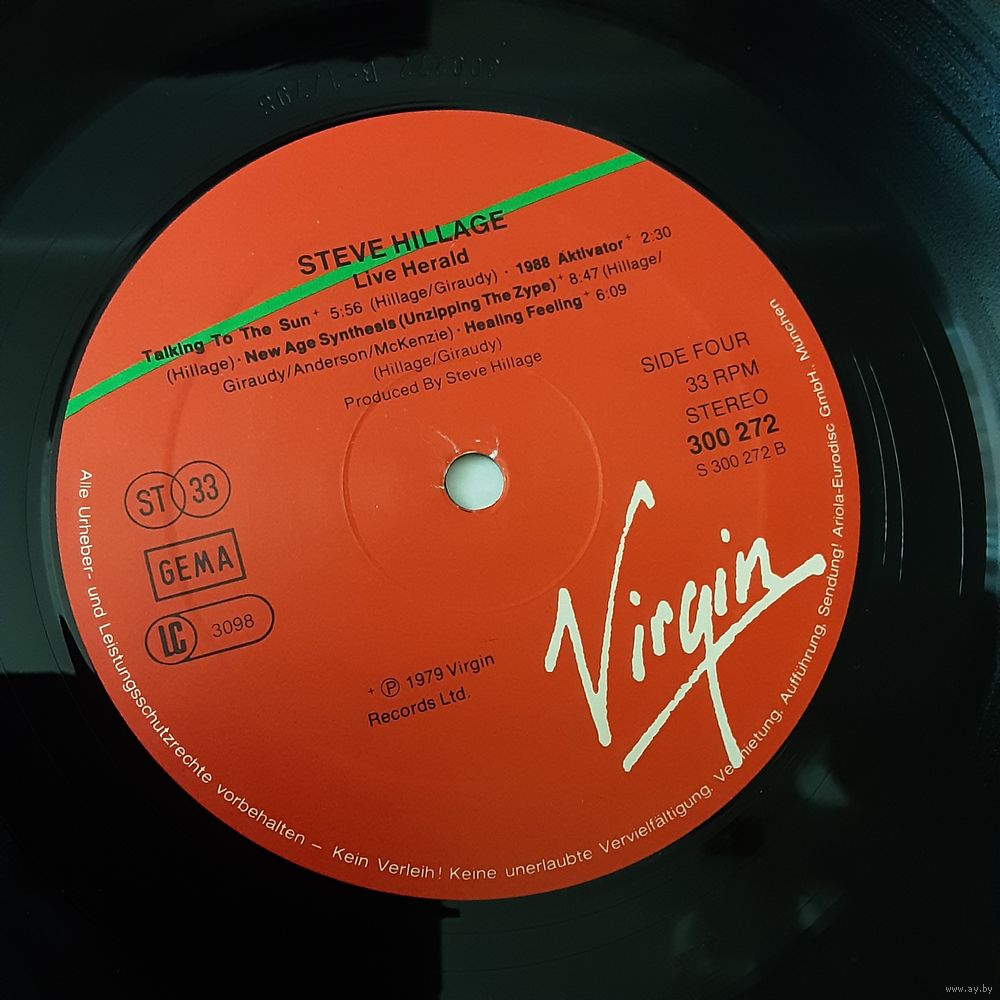 STEVE HILLAGE
Live Herald
Talking To The Sun+ 5:56 (Hillage/Giraudy) · 1988 Aktivator+ 2:30
(Hillage) · New Age Synthesis (Unzipping The Zype)+ 8:47 (Hillage/
Giraudy/Anderson/McKenzie) · Healing Feeling+ 6:09
(Hillage/Giraudy)
Produced By Steve Hillage
SIDE FOUR
33 RPM
STEREO
300 272
S 300 272 B
ST 33
GEMA
LC 3098
Virgin
+ ℗ 1979 Virgin
Records Ltd.
Alle Urheber- und Leistungsschutzrechte vorbehalten – Kein Verleih! Keine unerlaubte Vervielfältigung, Vermietung, Aufführung, Sendung! Ariola-Eurodisc GmbH., München
www.ay.by